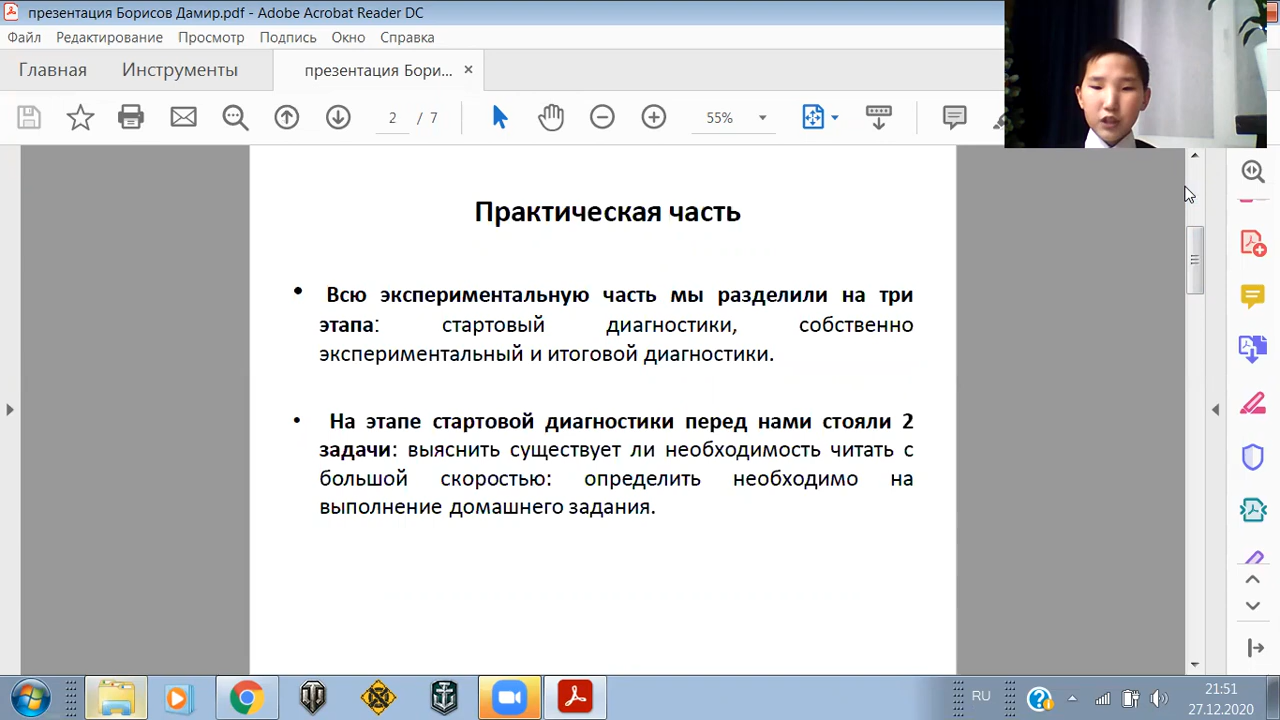 презентация Борисов Дамир.pdf - Adobe Acrobat Reader DC
Файл Редактирование Просмотр Подпись Окно Справка
Главная Инструменты презентация Бори... ×
2 / 7 55%
Практическая часть
• Всю экспериментальную часть мы разделили на три
этапа: стартовый диагностики, собственно
экспериментальный и итоговой диагностики.
• На этапе стартовой диагностики перед нами стояли 2
задачи: выяснить существует ли необходимость читать с
большой скоростью: определить необходимо на
выполнение домашнего задания.
RU
21:51
27.12.2020